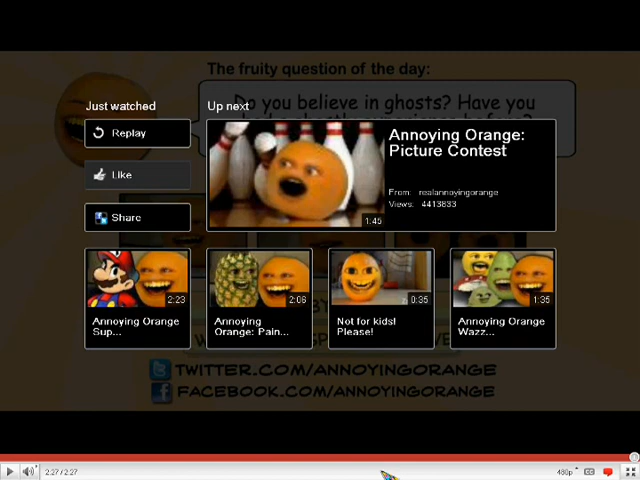 The fruity question of the day:
Do you believe in ghosts? Have you
Just watched
Up next
Replay
Like
Share
Annoying Orange:
Picture Contest
From: realannoyingorange
Views: 4413833
1:45
2:23
Annoying Orange
Sup...
2:06
Annoying
Orange: Pain...
0:35
Not for kids!
Please!
1:35
Annoying Orange
Wazz...
TWITTER.COM/ANNOYINGORANGE
FACEBOOK.COM/ANNOYINGORANGE
2:27 / 2:27
480p